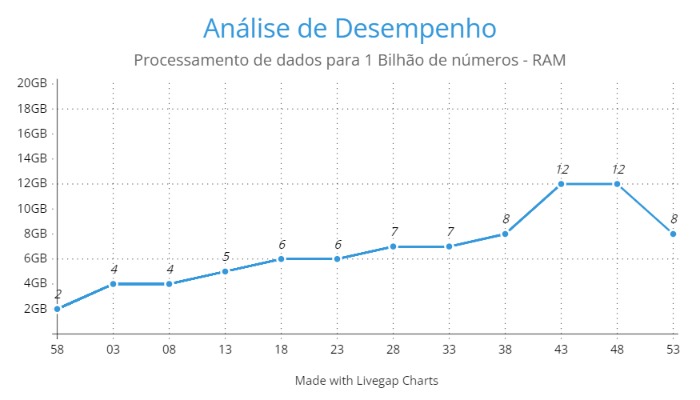 Análise de Desempenho
Processamento de dados para 1 Bilhão de números - RAM
20GB
18GB
16GB
14GB
12GB
10GB
8GB
6GB
4GB
2GB
2 4 4 5 6 6 7 7 8 12 12 8
58 03 08 13 18 23 28 33 38 43 48 53
Made with Livegap Charts